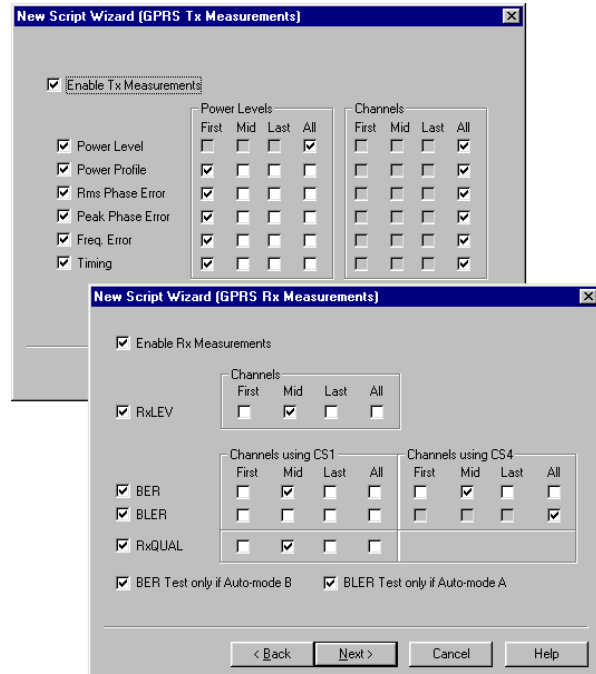 New Script Wizard (GPRS Tx Measurements)
Enable Tx Measurements
Power Levels
Channels
First Mid Last All
First Mid Last All
Power Level
Power Profile
Rms Phase Error
Peak Phase Error
Freq. Error
Timing
New Script Wizard (GPRS Rx Measurements)
Enable Rx Measurements
Channels
First Mid Last All
RxLEV
Channels using CS1
Channels using CS4
First Mid Last All
First Mid Last All
BER
BLER
RxQUAL
BER Test only if Auto-mode B
BLER Test only if Auto-mode A
< Back
Next >
Cancel
Help